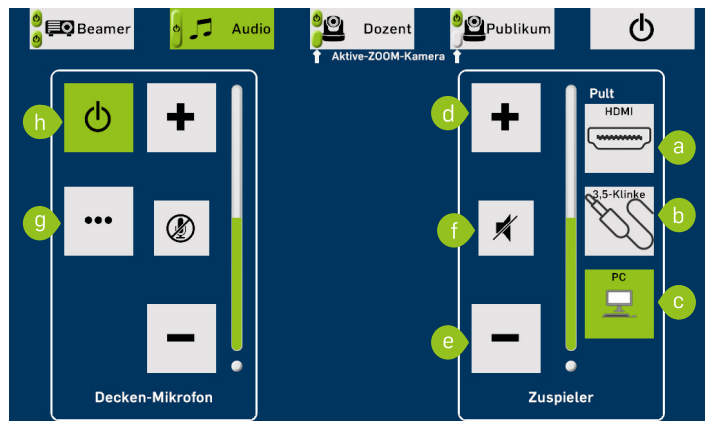 Beamer
Audio
Dozent
Publikum
Aktive-ZOOM-Kamera
Pult
HDMI
3,5-Klinke
PC
h
g
d
f
e
a
b
c
Decken-Mikrofon
Zuspieler